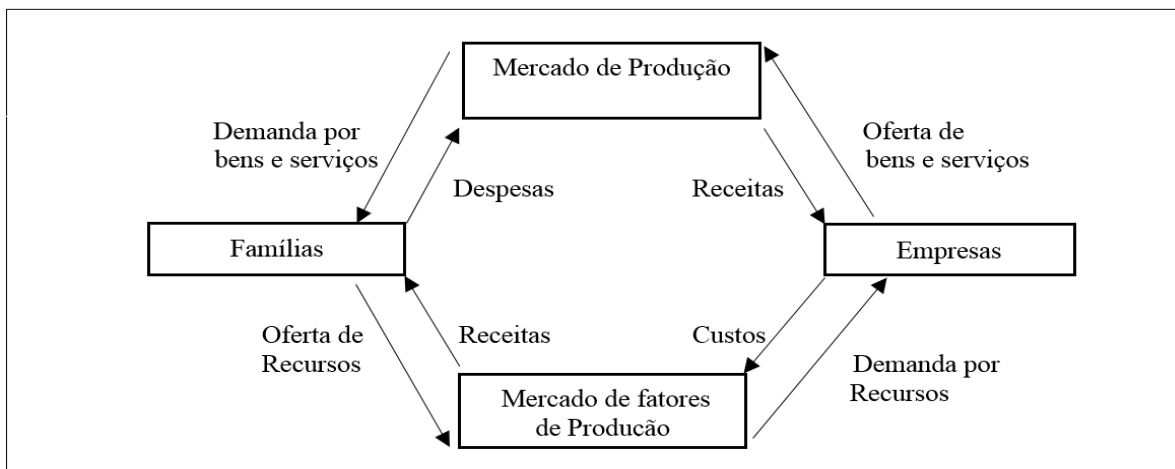 Mercado de Produção
Demanda por
bens e serviços
Oferta de
bens e serviços
Despesas
Receitas
Famílias
Empresas
Oferta de
Recursos
Receitas
Custos
Demanda por
Recursos
Mercado de fatores
de Producão